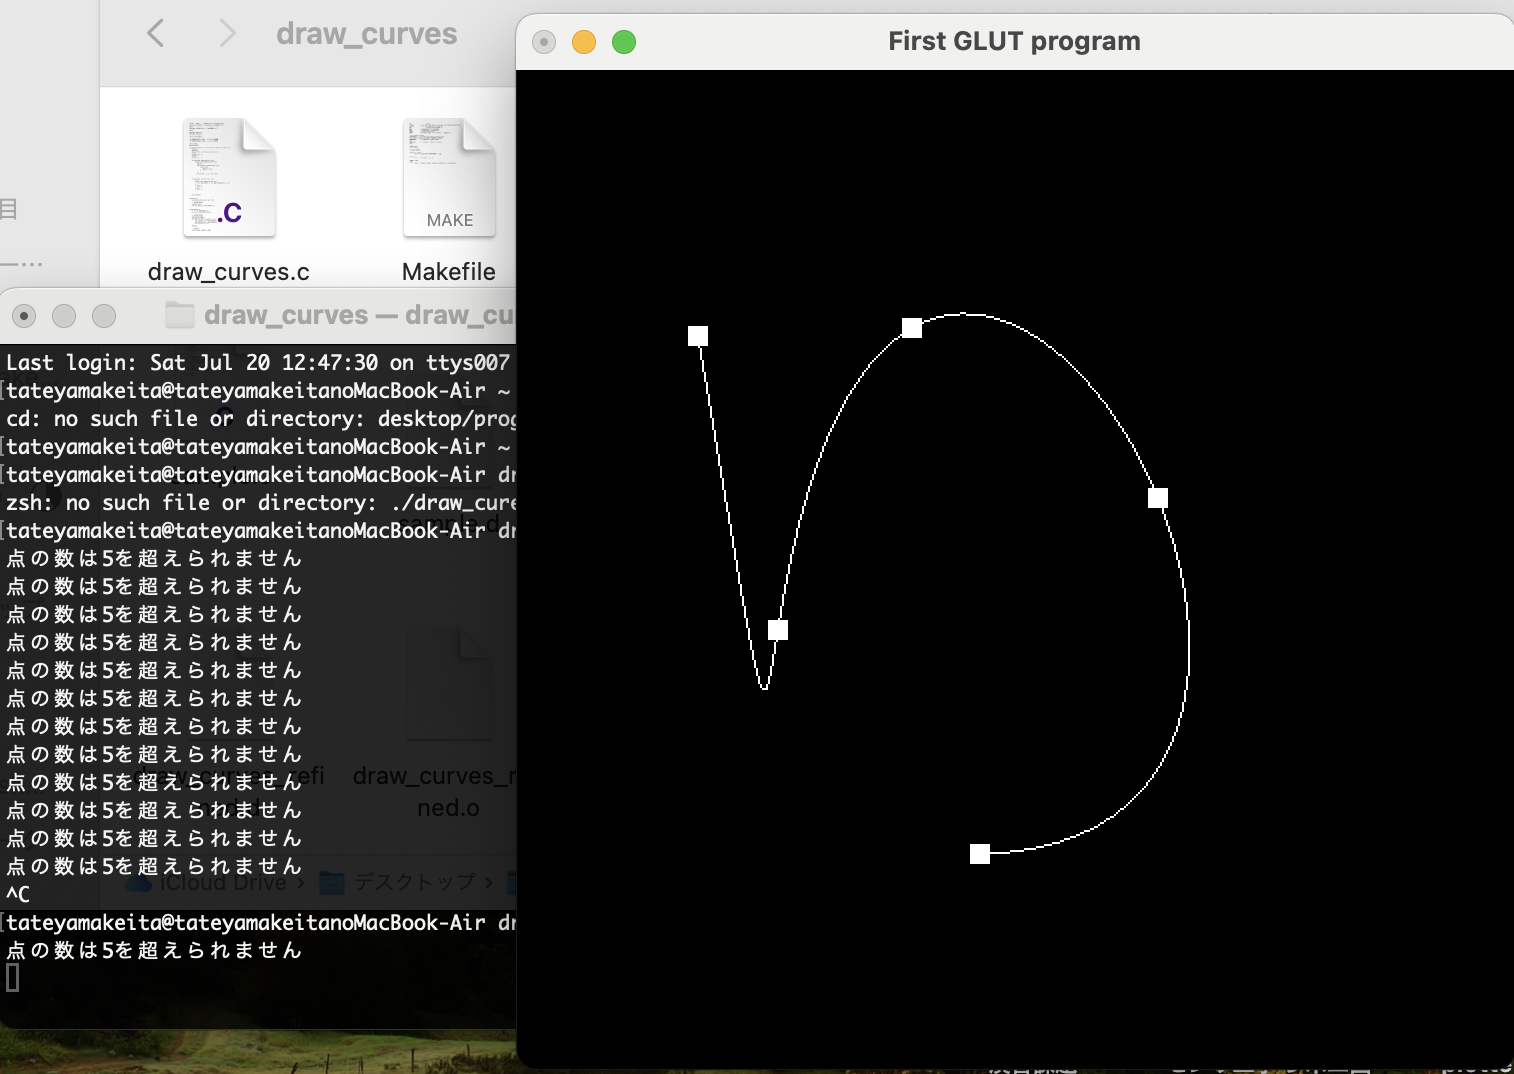 draw_curves
First GLUT program
.C
MAKE
draw_curves.c
Makefile
draw_curves — draw_cu
Last login: Sat Jul 20 12:47:30 on ttys007
tateyamakeita@tateyamakeitanoMacBook-Air ~
cd: no such file or directory: desktop/prog
tateyamakeita@tateyamakeitanoMacBook-Air ~
tateyamakeita@tateyamakeitanoMacBook-Air dr
zsh: no such file or directory: ./draw_cure
sample.d
tateyamakeita@tateyamakeitanoMacBook-Air dr
点の数は5を超えられません
点の数は5を超えられません
点の数は5を超えられません
点の数は5を超えられません
点の数は5を超えられません
点の数は5を超えられません
点の数は5を超えられません
点の数は5を超えられません
点の数は5を超えられません
点の数は5を超えられません
点の数は5を超えられません
点の数は5を超えられません
draw_curves_refi
ned.d
draw_curves_r
ned.o
iCloud Drive › デスクトップ ›
^C
tateyamakeita@tateyamakeitanoMacBook-Air dr
点の数は5を超えられません